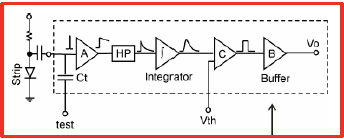 Strip
Ct
test
A
HP
∫
Integrator
C
Vth
B
Buffer
Vo